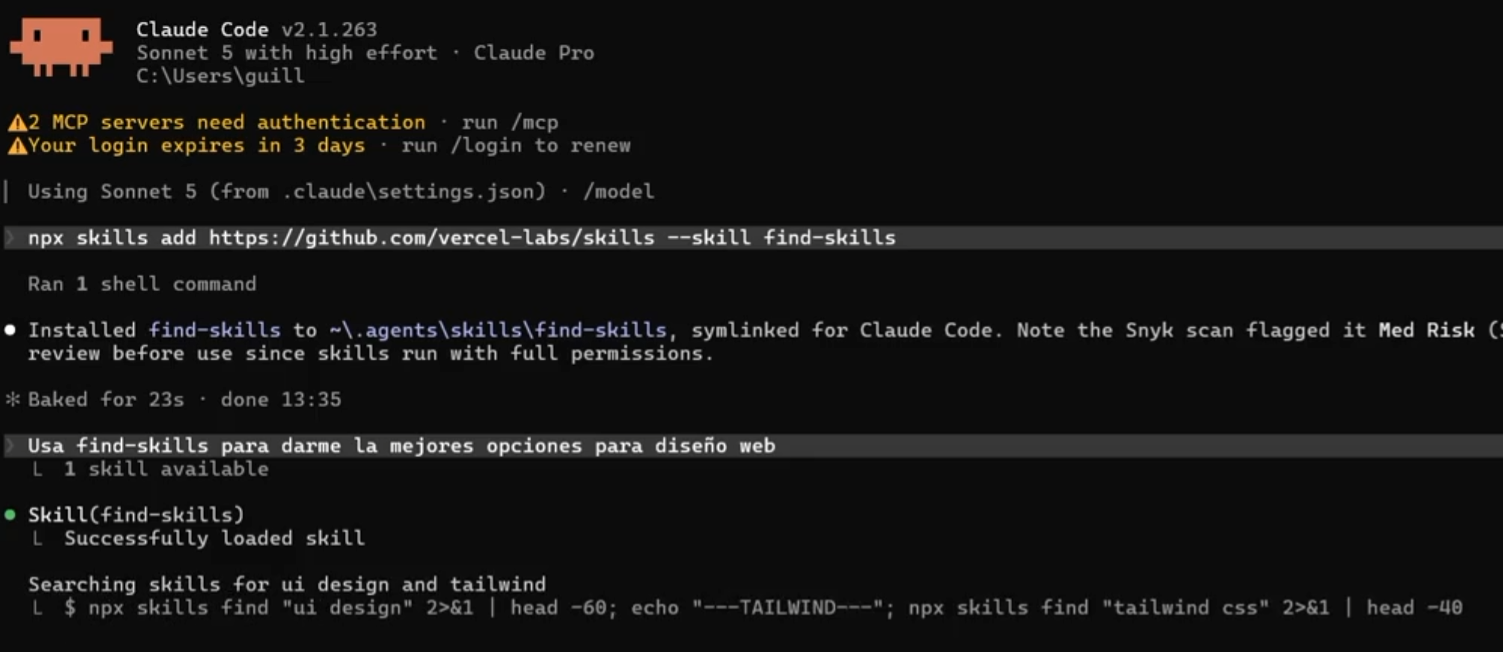 Claude Code v2.1.263
Sonnet 5 with high effort · Claude Pro
C:\Users\guill
⚠2 MCP servers need authentication · run /mcp
⚠Your login expires in 3 days · run /login to renew
Using Sonnet 5 (from .claude\settings.json) · /model
› npx skills add https://github.com/vercel-labs/skills --skill find-skills
Ran 1 shell command
● Installed find-skills to ~\.agents\skills\find-skills, symlinked for Claude Code. Note the Snyk scan flagged it Med Risk (
review before use since skills run with full permissions.
✻ Baked for 23s · done 13:35
› Usa find-skills para darme la mejores opciones para diseño web
└ 1 skill available
● Skill(find-skills)
└ Successfully loaded skill
Searching skills for ui design and tailwind
└ $ npx skills find "ui design" 2>&1 | head -60; echo "---TAILWIND---"; npx skills find "tailwind css" 2>&1 | head -40